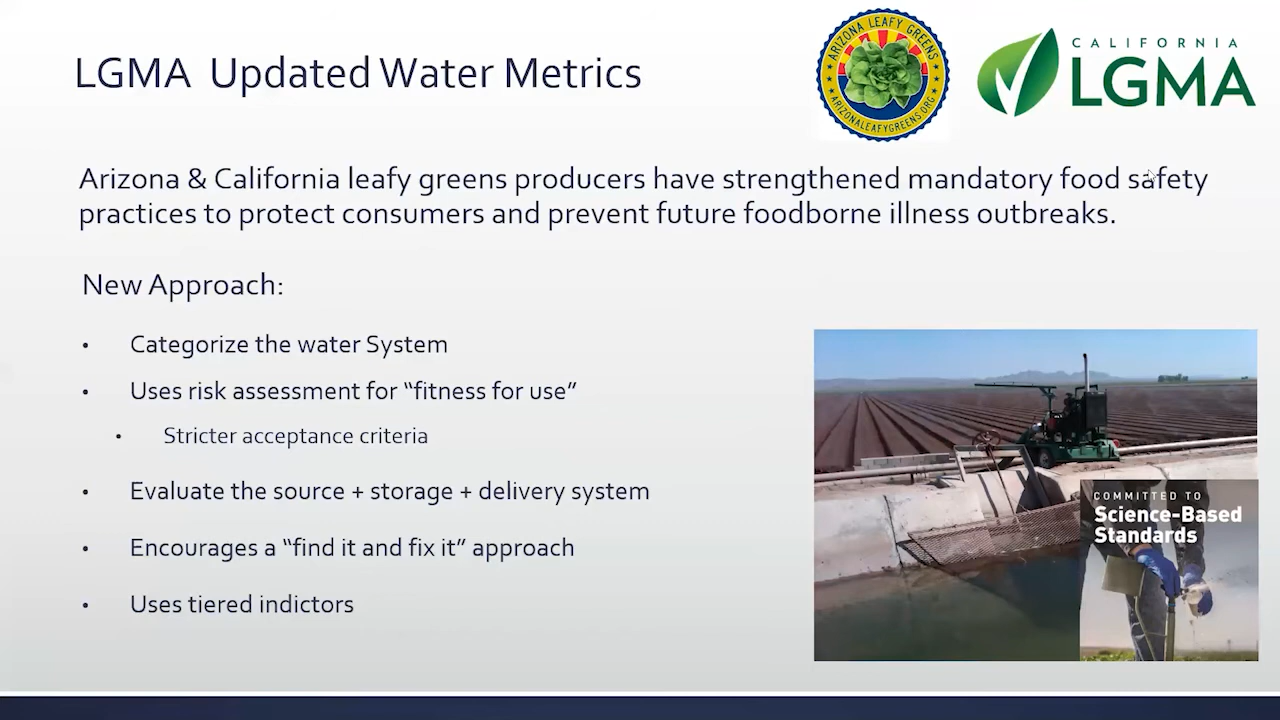 LGMA Updated Water Metrics
ARIZONA LEAFY GREENS
ARIZONALEAFYGREENS.ORG
CALIFORNIA
LGMA
Arizona & California leafy greens producers have strengthened mandatory food safety
practices to protect consumers and prevent future foodborne illness outbreaks.
New Approach:
• Categorize the water System
• Uses risk assessment for “fitness for use”
• Stricter acceptance criteria
• Evaluate the source + storage + delivery system
• Encourages a “find it and fix it” approach
• Uses tiered indictors
COMMITTED TO
Science-Based
Standards